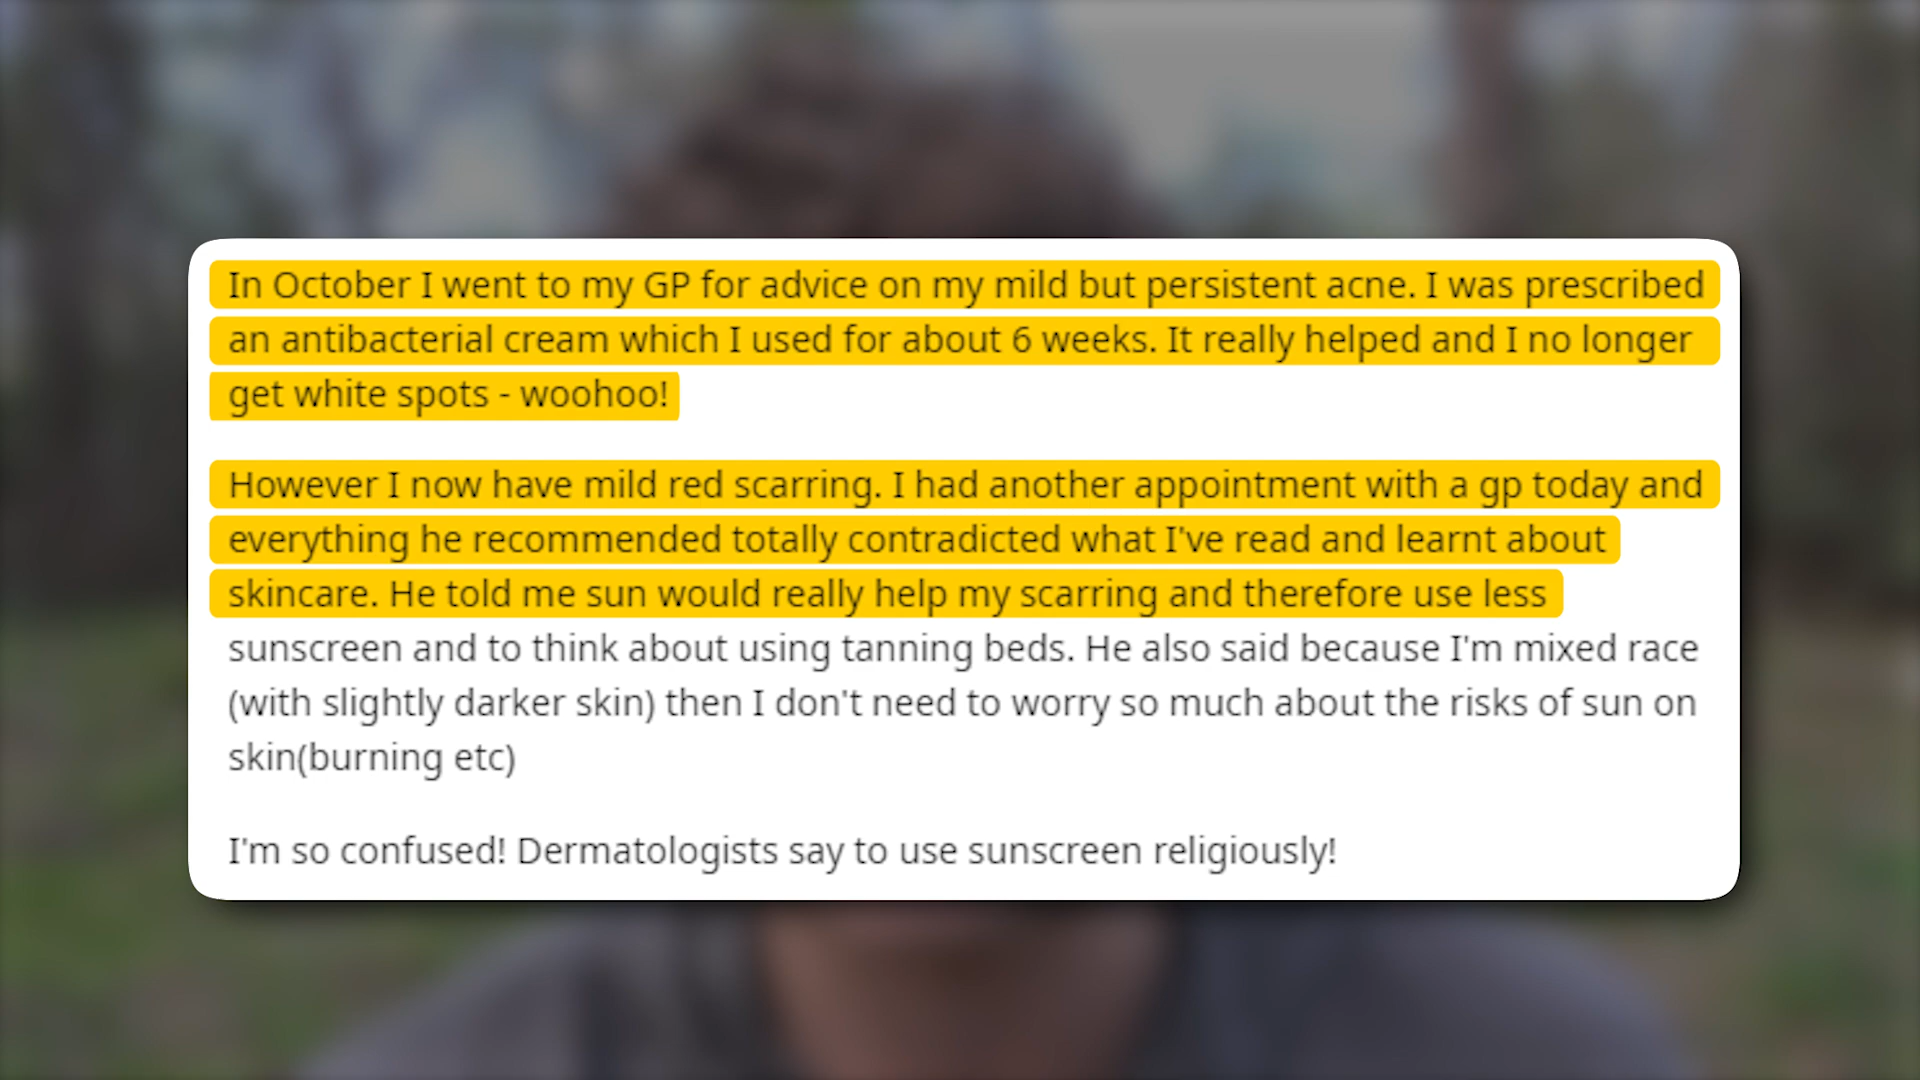 In October I went to my GP for advice on my mild but persistent acne. I was prescribed
an antibacterial cream which I used for about 6 weeks. It really helped and I no longer
get white spots - woohoo!
However I now have mild red scarring. I had another appointment with a gp today and
everything he recommended totally contradicted what I've read and learnt about
skincare. He told me sun would really help my scarring and therefore use less
sunscreen and to think about using tanning beds. He also said because I'm mixed race
(with slightly darker skin) then I don't need to worry so much about the risks of sun on
skin(burning etc)
I'm so confused! Dermatologists say to use sunscreen religiously!